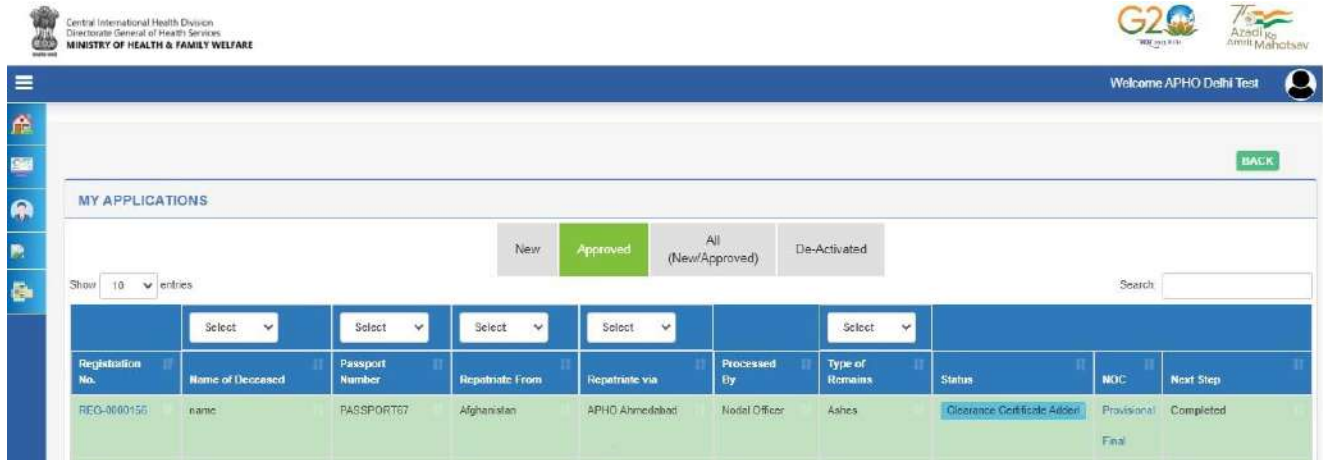 Central International Health Division
Directorate General of Health Services
MINISTRY OF HEALTH & FAMILY WELFARE
G20
75
Azadi Ka
Amrit Mahotsav
Welcome APHO Delhi Test
BACK
MY APPLICATIONS
New
Approved
All
(New/Approved)
De-Activated
Show 10 entries
Search:
Select Select Select Select Select
Registration No. Name of Deceased Passport Number Repatriate From Repatriate via Processed By Type of Remains Status NOC Next Step
REG-0000156 name PASSPORT67 Afghanistan APHO Ahmedabad Nodal Officer Ashes Clearance Certificate Added Provisional Completed
Final